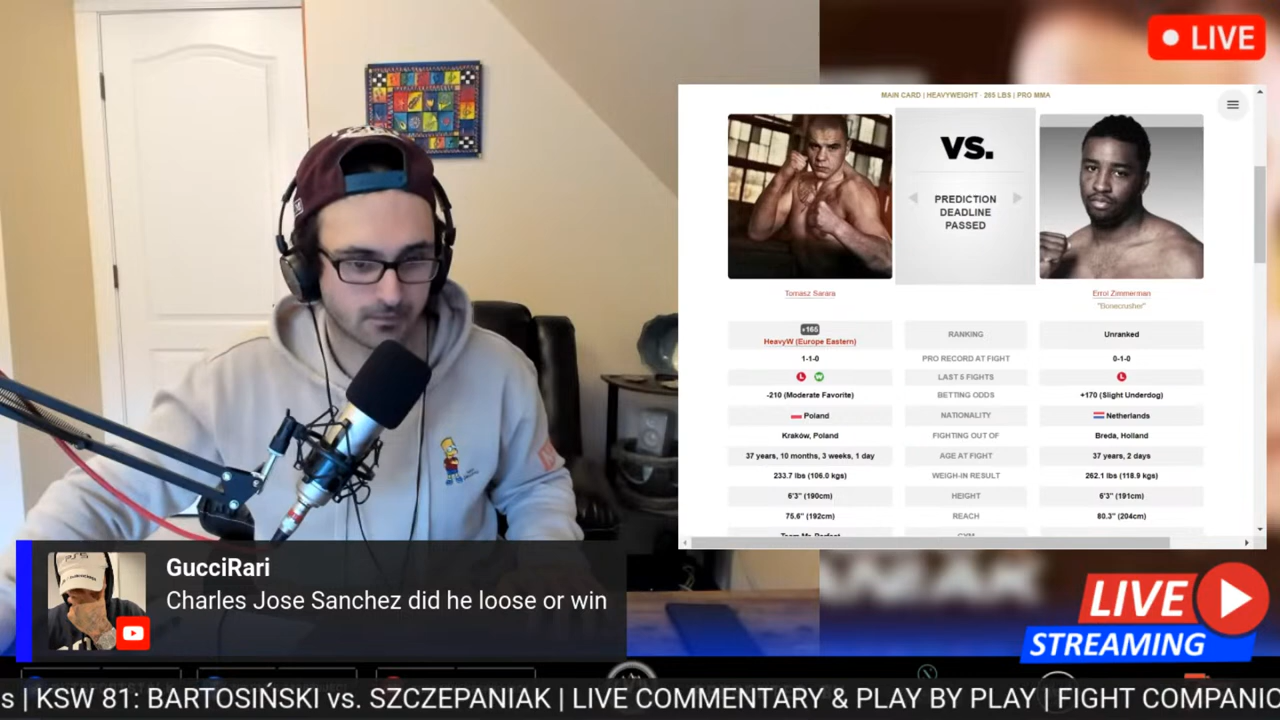 LIVE
MAIN CARD | HEAVYWEIGHT · 265 LBS | PRO MMA
VS.
PREDICTION
DEADLINE
PASSED
Tomasz Sarara
Errol Zimmerman
"Bonecrusher"
+165
HeavyW (Europe Eastern)
RANKING
Unranked
1-1-0
PRO RECORD AT FIGHT
0-1-0
L W
LAST 5 FIGHTS
L
-210 (Moderate Favorite)
BETTING ODDS
+170 (Slight Underdog)
Poland
NATIONALITY
Netherlands
Kraków, Poland
FIGHTING OUT OF
Breda, Holland
37 years, 10 months, 3 weeks, 1 day
AGE AT FIGHT
37 years, 2 days
233.7 lbs (106.0 kgs)
WEIGH-IN RESULT
262.1 lbs (118.9 kgs)
6'3" (190cm)
HEIGHT
6'3" (191cm)
75.6" (192cm)
REACH
80.3" (204cm)
GucciRari
Charles Jose Sanchez did he loose or win
LIVE
STREAMING
s | KSW 81: BARTOSIŃSKI vs. SZCZEPANIAK | LIVE COMMENTARY & PLAY BY PLAY | FIGHT COMPANIO